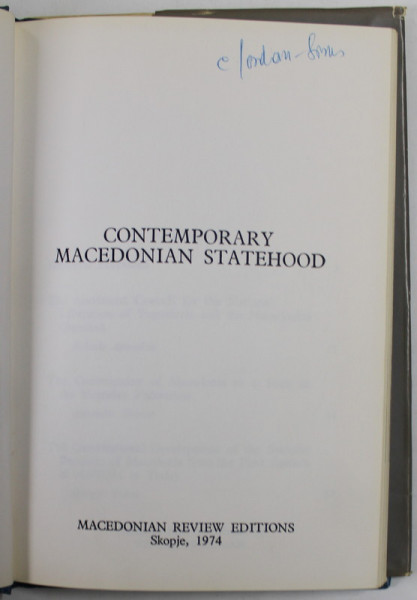 CONTEMPORARY
MACEDONIAN STATEHOOD
MACEDONIAN REVIEW EDITIONS
Skopje, 1974